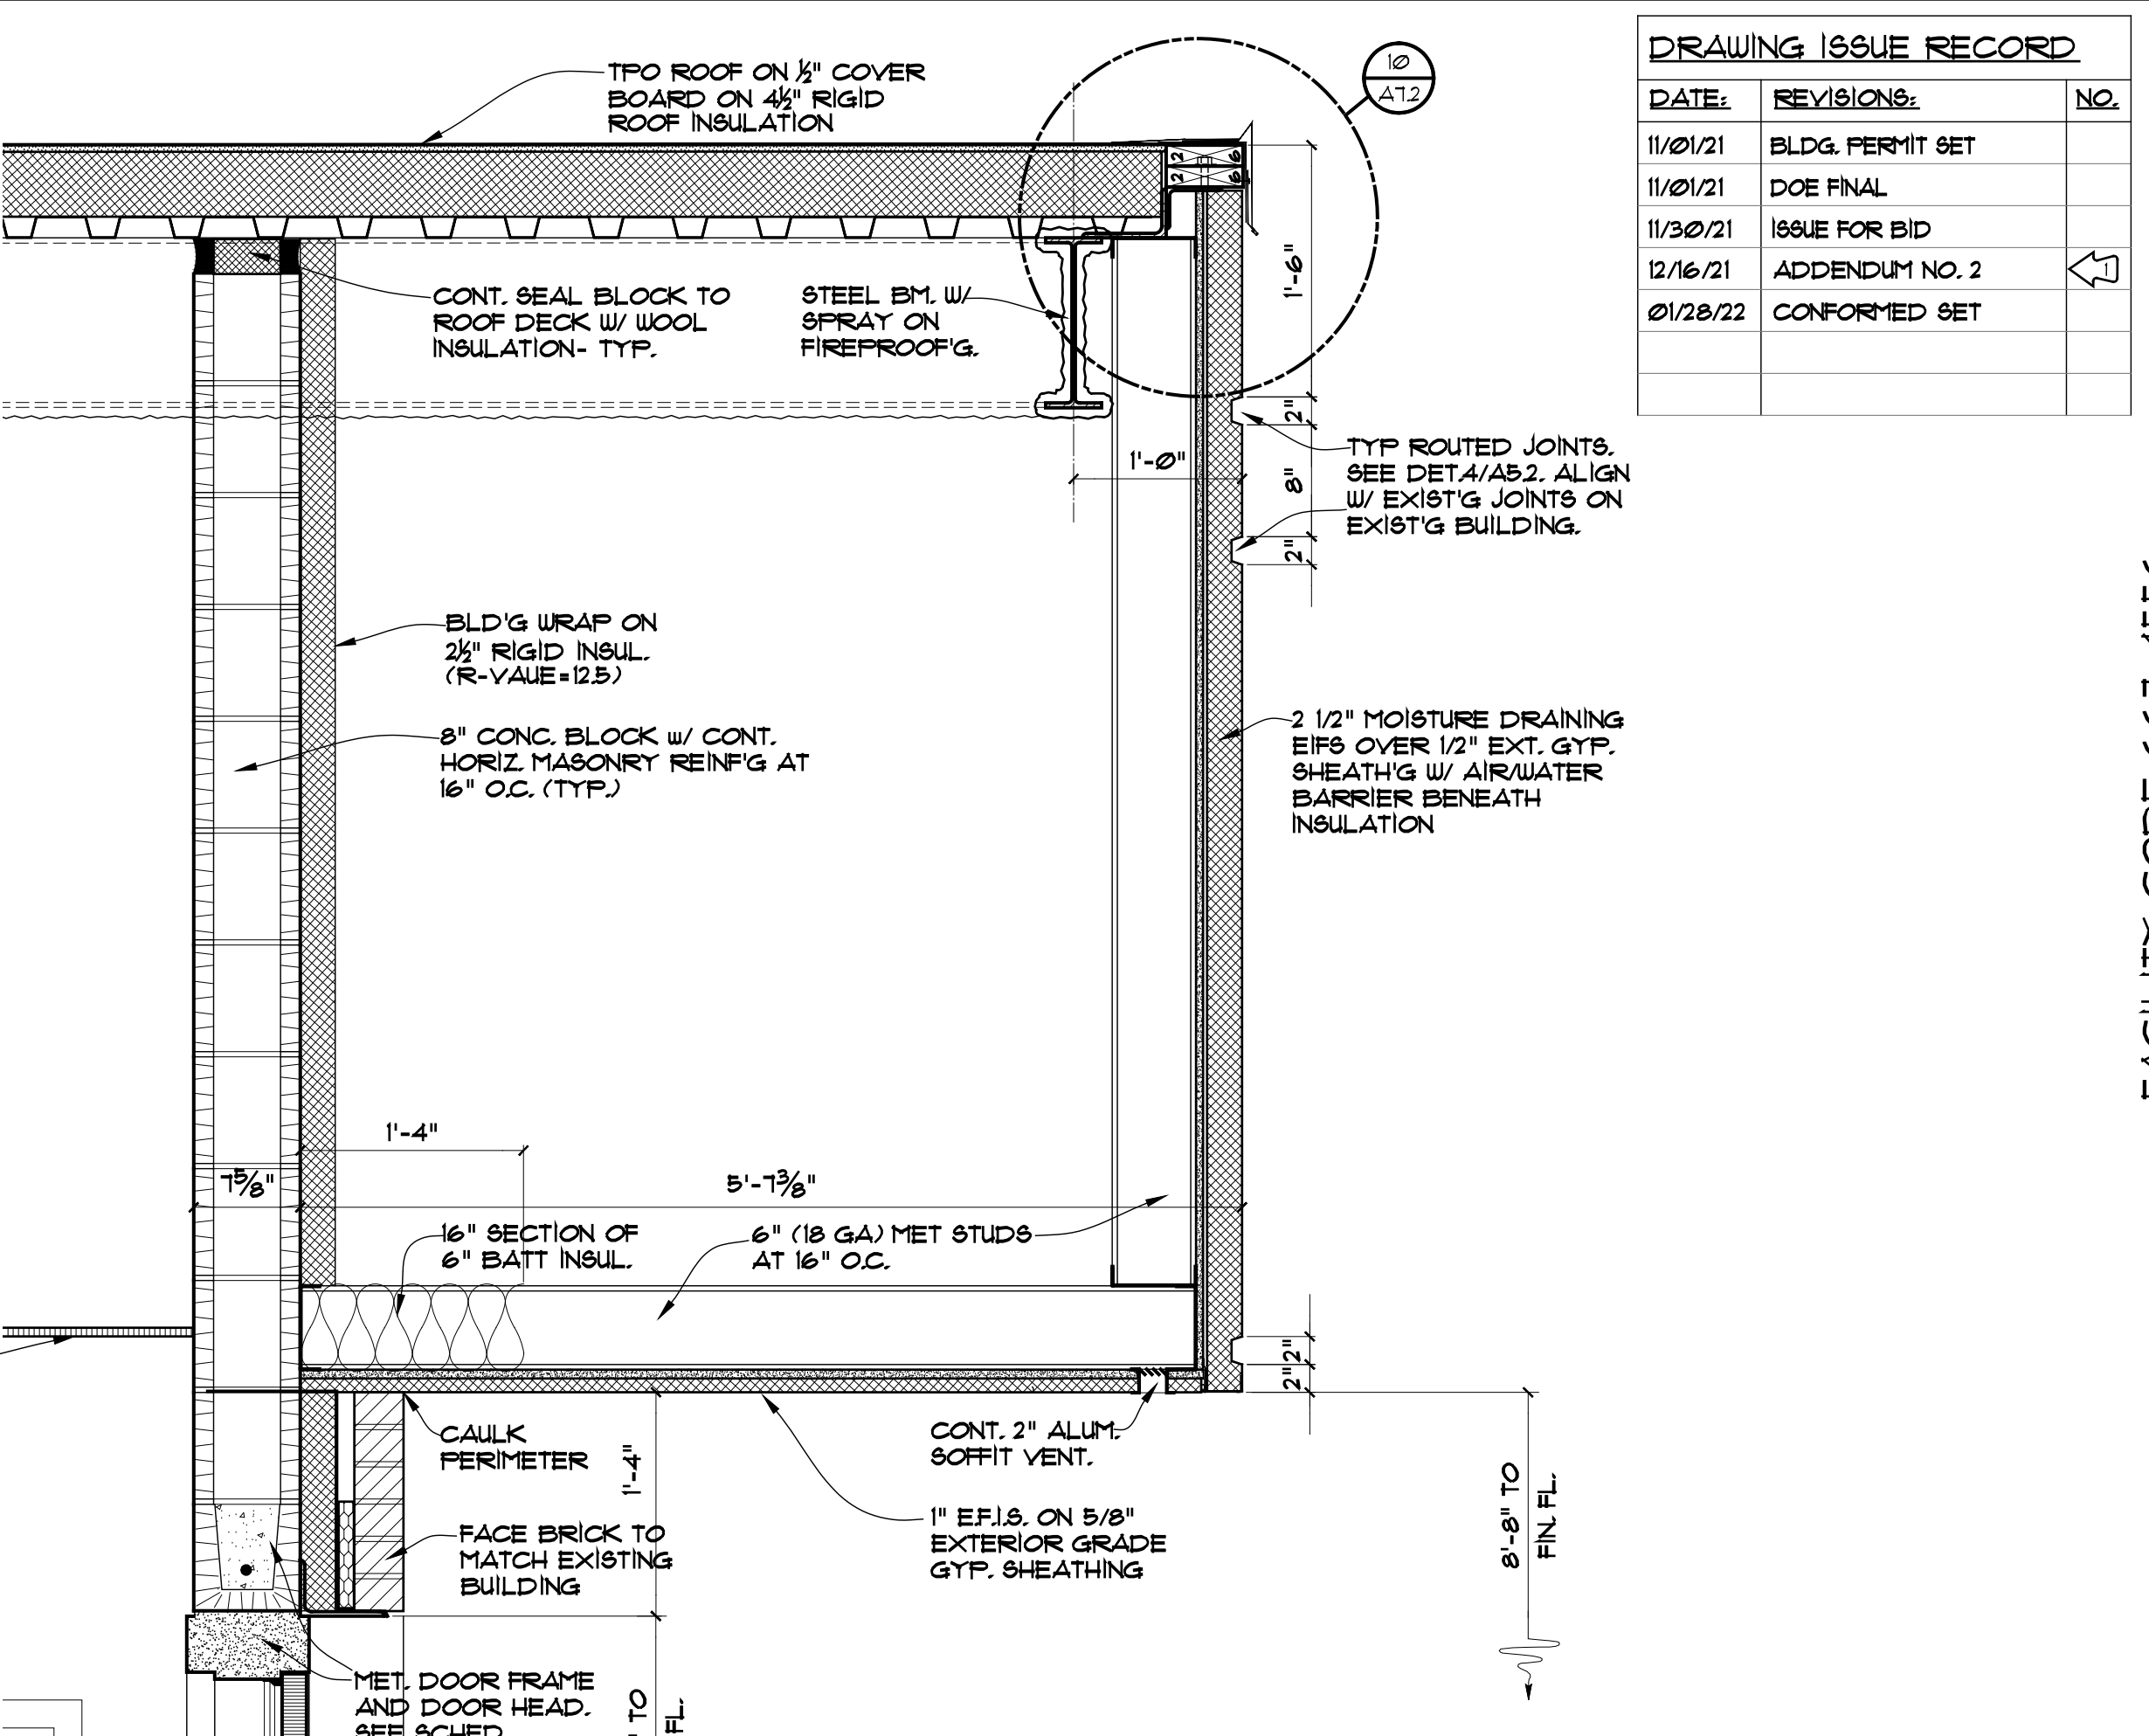 TPO ROOF ON ½" COVER
BOARD ON 4½" RIGID
ROOF INSULATION
10
A7.2
DRAWING ISSUE RECORD
DATE: REVISIONS: NO.
11/01/21 BLDG. PERMIT SET
11/01/21 DOE FINAL
11/30/21 ISSUE FOR BID
12/16/21 ADDENDUM NO. 2 1
01/28/22 CONFORMED SET
2 6
2 6
1'-6"
CONT. SEAL BLOCK TO
ROOF DECK W/ WOOL
INSULATION- TYP.
STEEL BM. W/
SPRAY ON
FIREPROOF'G.
2"
1'-0"
8"
2"
TYP ROUTED JOINTS.
SEE DET.4/A5.2. ALIGN
W/ EXIST'G JOINTS ON
EXIST'G BUILDING.
BLD'G WRAP ON
2½" RIGID INSUL.
(R-VAUE=12.5)
8" CONC. BLOCK W/ CONT.
HORIZ. MASONRY REINF'G AT
16" O.C. (TYP.)
2 1/2" MOISTURE DRAINING
EIFS OVER 1/2" EXT. GYP.
SHEATH'G W/ AIR/WATER
BARRIER BENEATH
INSULATION
1'-4"
7⅝"
5'-7⅜"
16" SECTION OF
6" BATT INSUL.
6" (18 GA.) MET STUDS
AT 16" O.C.
2"
2"
CAULK
PERIMETER
1'-4"
CONT. 2" ALUM.
SOFFIT VENT.
1" E.F.I.S. ON 5/8"
EXTERIOR GRADE
GYP. SHEATHING
FACE BRICK TO
MATCH EXISTING
BUILDING
8'-8" TO
FIN. FL.
MET. DOOR FRAME
AND DOOR HEAD.
SEE SCHED
TO
FL.